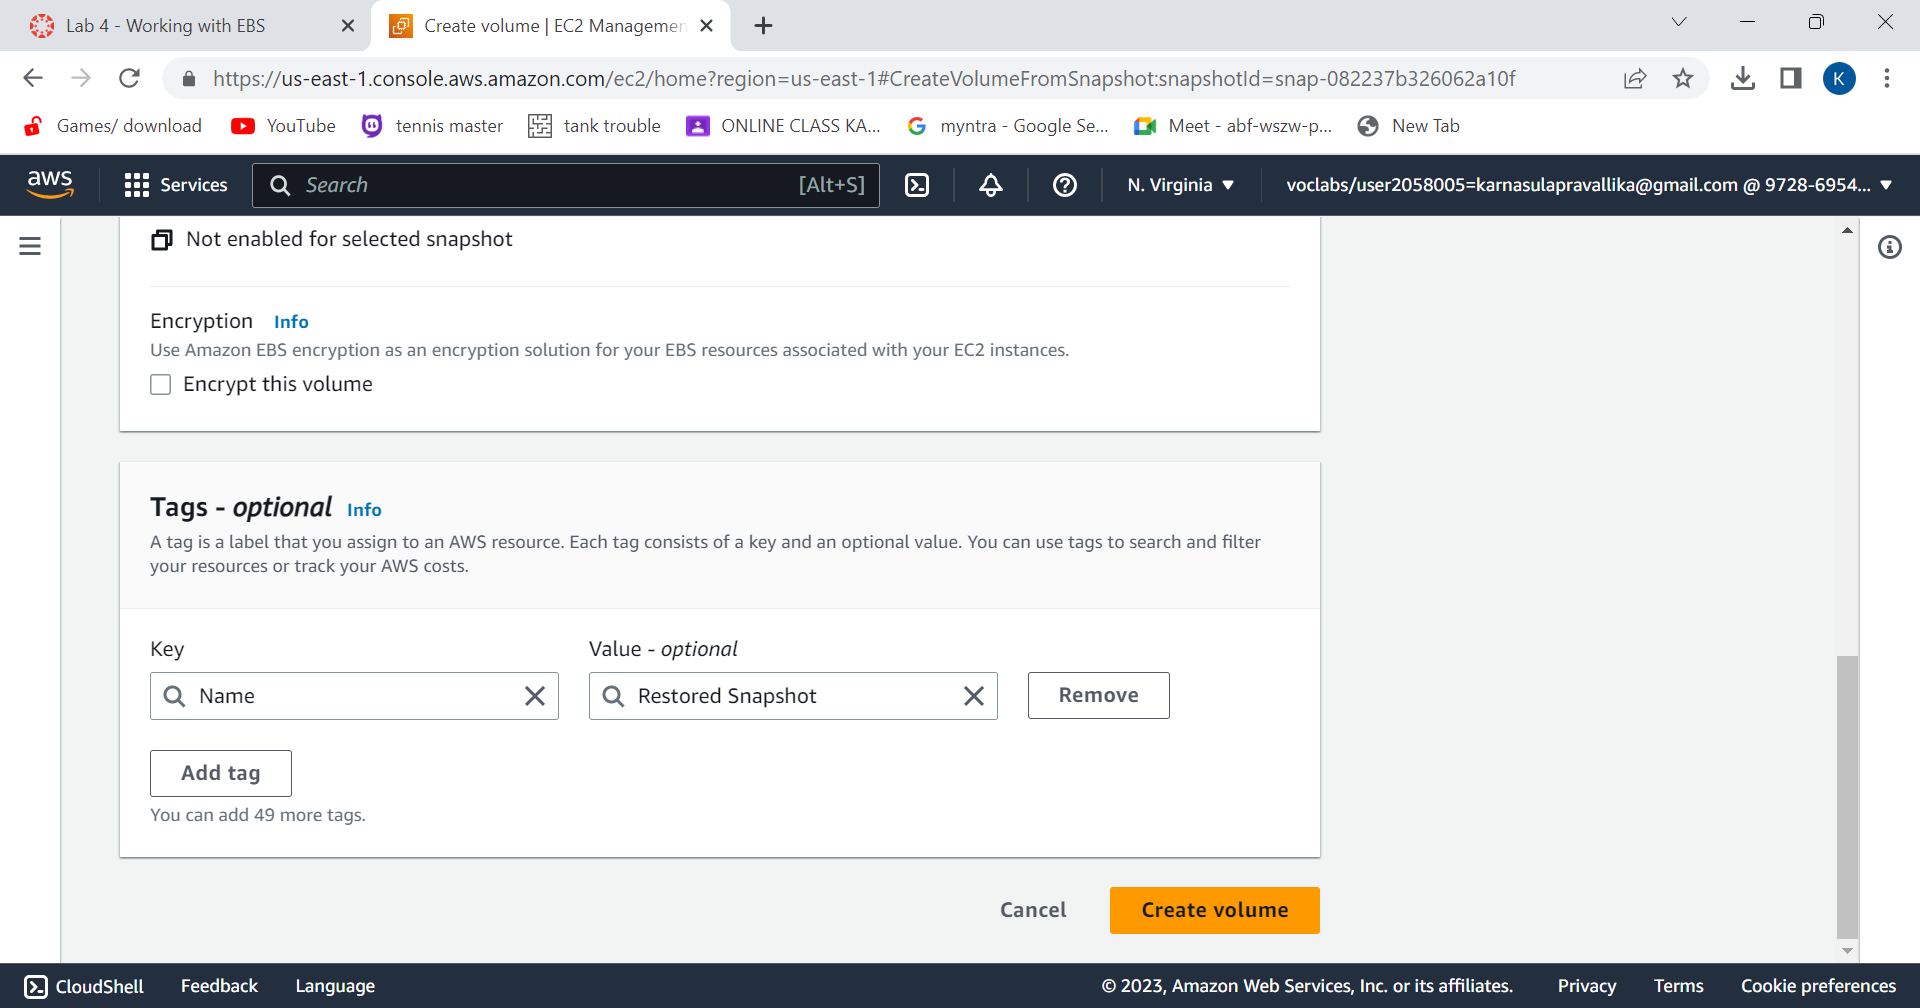 Lab 4 - Working with EBS
Create volume | EC2 Managemen
https://us-east-1.console.aws.amazon.com/ec2/home?region=us-east-1#CreateVolumeFromSnapshot:snapshotId=snap-082237b326062a10f
K
Games/ download
YouTube
tennis master
tank trouble
ONLINE CLASS KA...
myntra - Google Se...
Meet - abf-wszw-p...
New Tab
aws
Services
Search
[Alt+S]
N. Virginia
voclabs/user2058005=karnasulapravallika@gmail.com @ 9728-6954...
Not enabled for selected snapshot
Encryption Info
Use Amazon EBS encryption as an encryption solution for your EBS resources associated with your EC2 instances.
Encrypt this volume
Tags - optional Info
A tag is a label that you assign to an AWS resource. Each tag consists of a key and an optional value. You can use tags to search and filter
your resources or track your AWS costs.
Key
Value - optional
Name
Restored Snapshot
Remove
Add tag
You can add 49 more tags.
Cancel
Create volume
CloudShell
Feedback
Language
© 2023, Amazon Web Services, Inc. or its affiliates.
Privacy
Terms
Cookie preferences